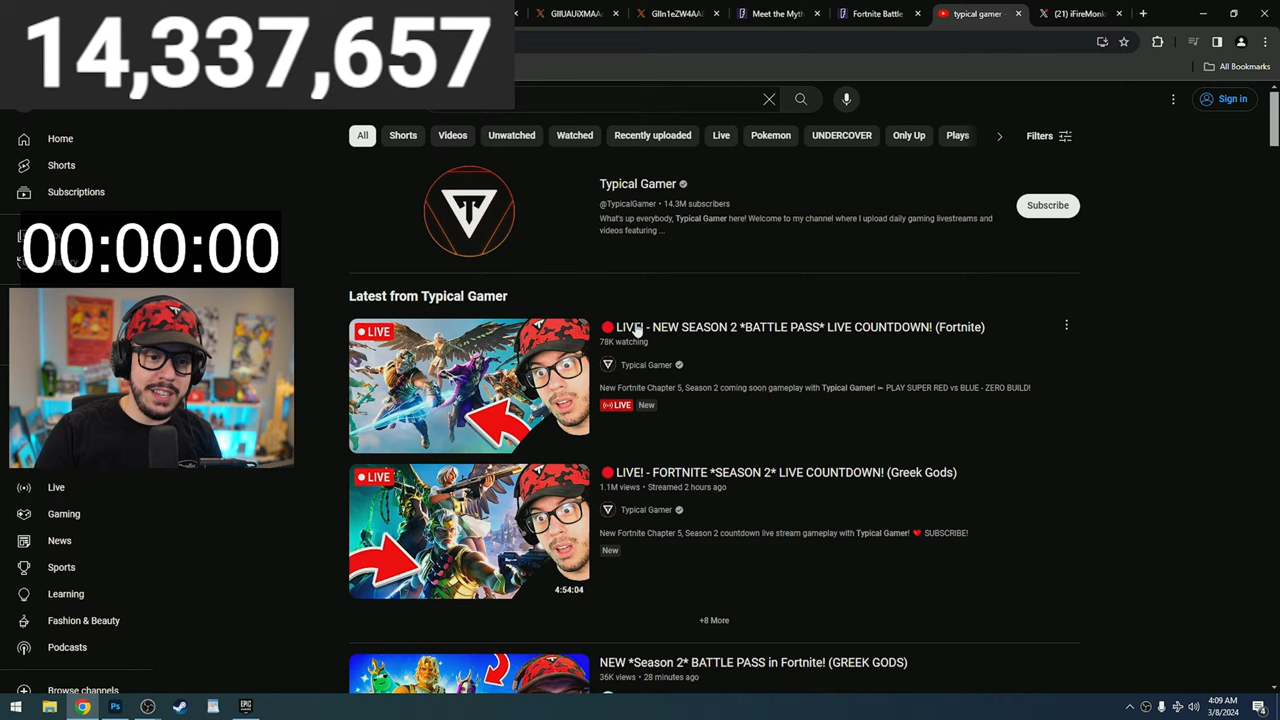 14,337,657
GIIUAUiXMAA
GIIn1eZW4AAE
Meet the Myth
Fortnite Battle
typical gamer -
(21) iFireMonk
All Bookmarks
Sign in
All
Shorts
Videos
Unwatched
Watched
Recently uploaded
Live
Pokemon
UNDERCOVER
Only Up
Plays
Filters
Home
Shorts
Subscriptions
00:00:00
Live
Gaming
News
Sports
Learning
Fashion & Beauty
Podcasts
Browse channels
Typical Gamer
@TypicalGamer • 14.3M subscribers
What's up everybody, Typical Gamer here! Welcome to my channel where I upload daily gaming livestreams and
videos featuring ...
Subscribe
Latest from Typical Gamer
LIVE
LIVE! - NEW SEASON 2 *BATTLE PASS* LIVE COUNTDOWN! (Fortnite)
78K watching
Typical Gamer
New Fortnite Chapter 5, Season 2 coming soon gameplay with Typical Gamer! ► PLAY SUPER RED vs BLUE - ZERO BUILD!
LIVE
New
LIVE
LIVE! - FORTNITE *SEASON 2* LIVE COUNTDOWN! (Greek Gods)
1.1M views • Streamed 2 hours ago
Typical Gamer
New Fortnite Chapter 5, Season 2 countdown live stream gameplay with Typical Gamer! ❤️ SUBSCRIBE!
New
4:54:04
+8 More
NEW *Season 2* BATTLE PASS in Fortnite! (GREEK GODS)
36K views • 28 minutes ago
Ps
EPIC
4:09 AM
3/8/2024